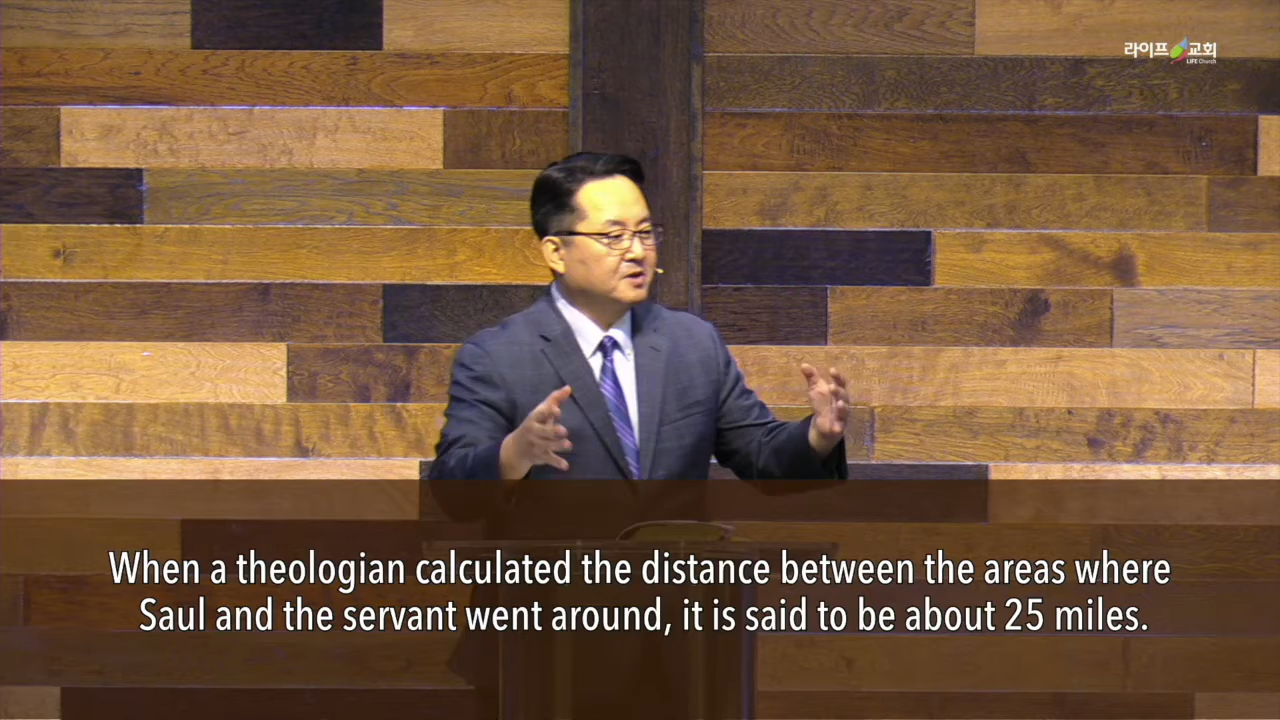 라이프 교회
LIFE Church
When a theologian calculated the distance between the areas where
Saul and the servant went around, it is said to be about 25 miles.